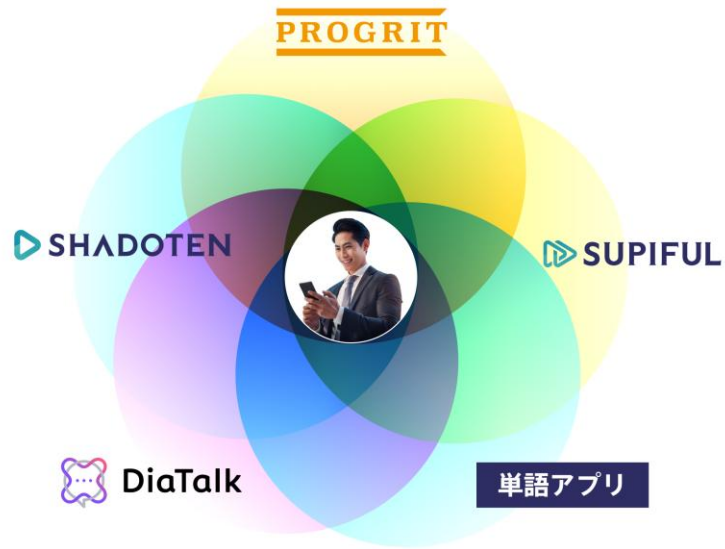 PROGRIT
SHADOTEN
SUPIFUL
DiaTalk
単語アプリ